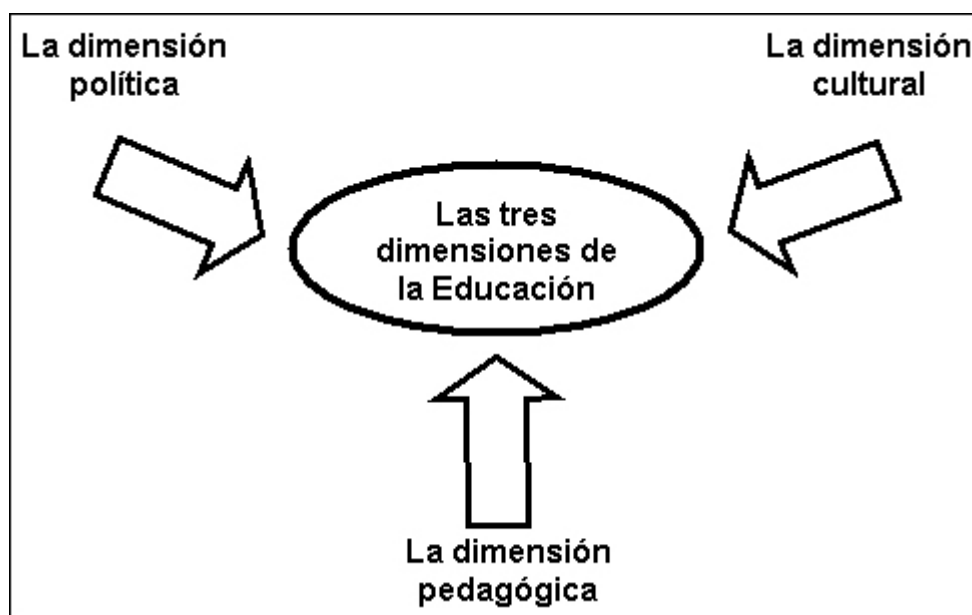 La dimensión
política
La dimensión
cultural
Las tres
dimensiones de
la Educación
La dimensión
pedagógica